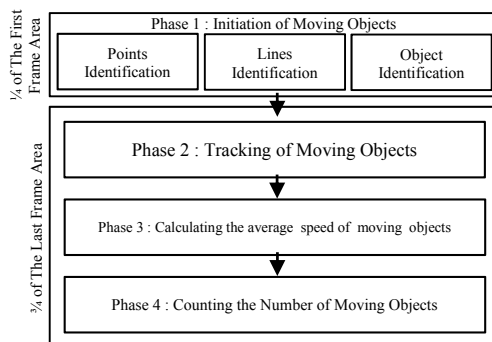 Phase 1 : Initiation of Moving Objects
¼ of The First
Frame Area
Points
Identification
Lines
Identification
Object
Identification
¾ of The Last Frame Area
Phase 2 : Tracking of Moving Objects
Phase 3 : Calculating the average speed of moving objects
Phase 4 : Counting the Number of Moving Objects